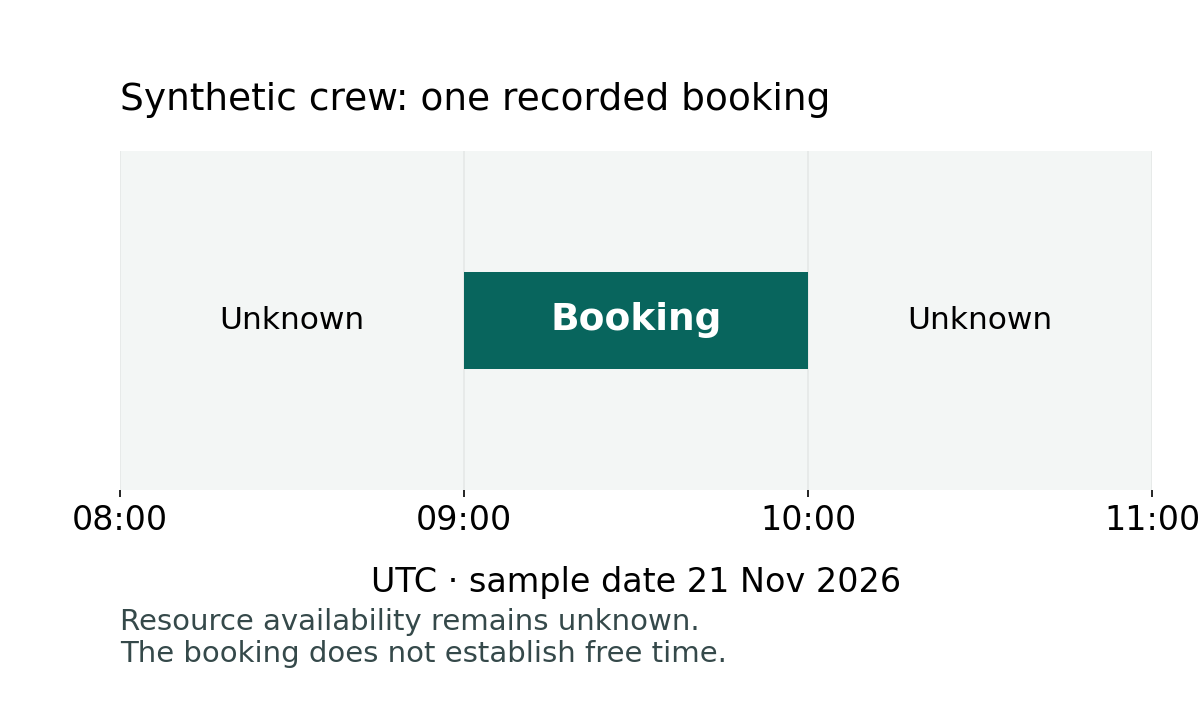 Synthetic crew: one recorded booking
Unknown Booking Unknown
08:00 09:00 10:00 11:00
UTC · sample date 21 Nov 2026
Resource availability remains unknown.
The booking does not establish free time.